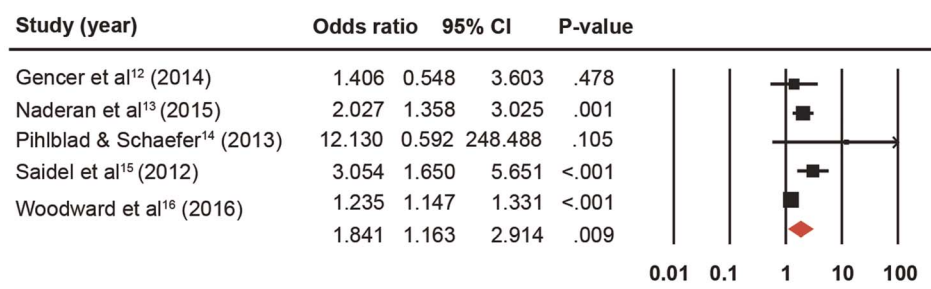 Study (year) Odds ratio 95% CI P-value
Gencer et al¹² (2014) 1.406 0.548 3.603 .478
Naderan et al¹³ (2015) 2.027 1.358 3.025 .001
Pihlblad & Schaefer¹⁴ (2013) 12.130 0.592 248.488 .105
Saidel et al¹⁵ (2012) 3.054 1.650 5.651 <.001
Woodward et al¹⁶ (2016) 1.235 1.147 1.331 <.001
1.841 1.163 2.914 .009
0.01 0.1 1 10 100